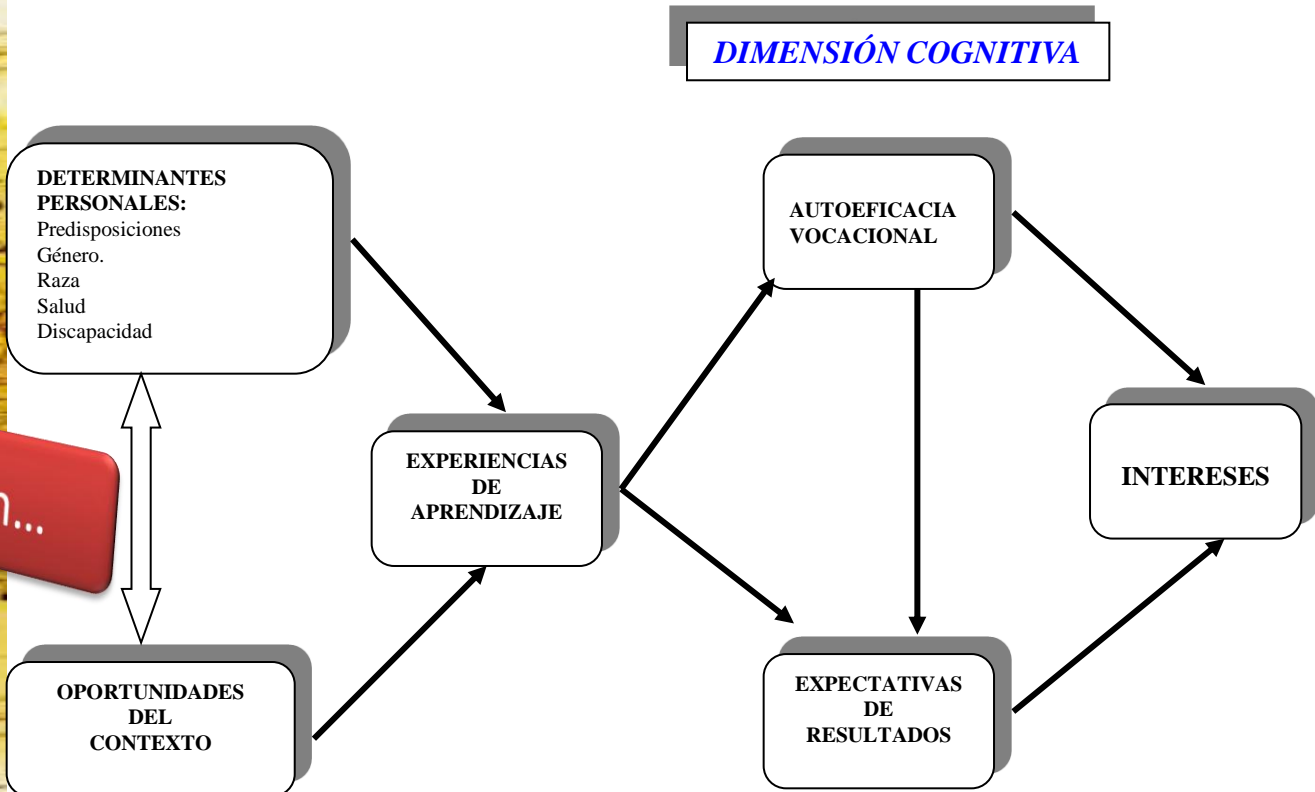 DIMENSIÓN COGNITIVA
DETERMINANTES
PERSONALES:
Predisposiciones
Género.
Raza
Salud
Discapacidad
AUTOEFICACIA
VOCACIONAL
EXPERIENCIAS
DE
APRENDIZAJE
INTERESES
OPORTUNIDADES
DEL
CONTEXTO
EXPECTATIVAS
DE
RESULTADOS